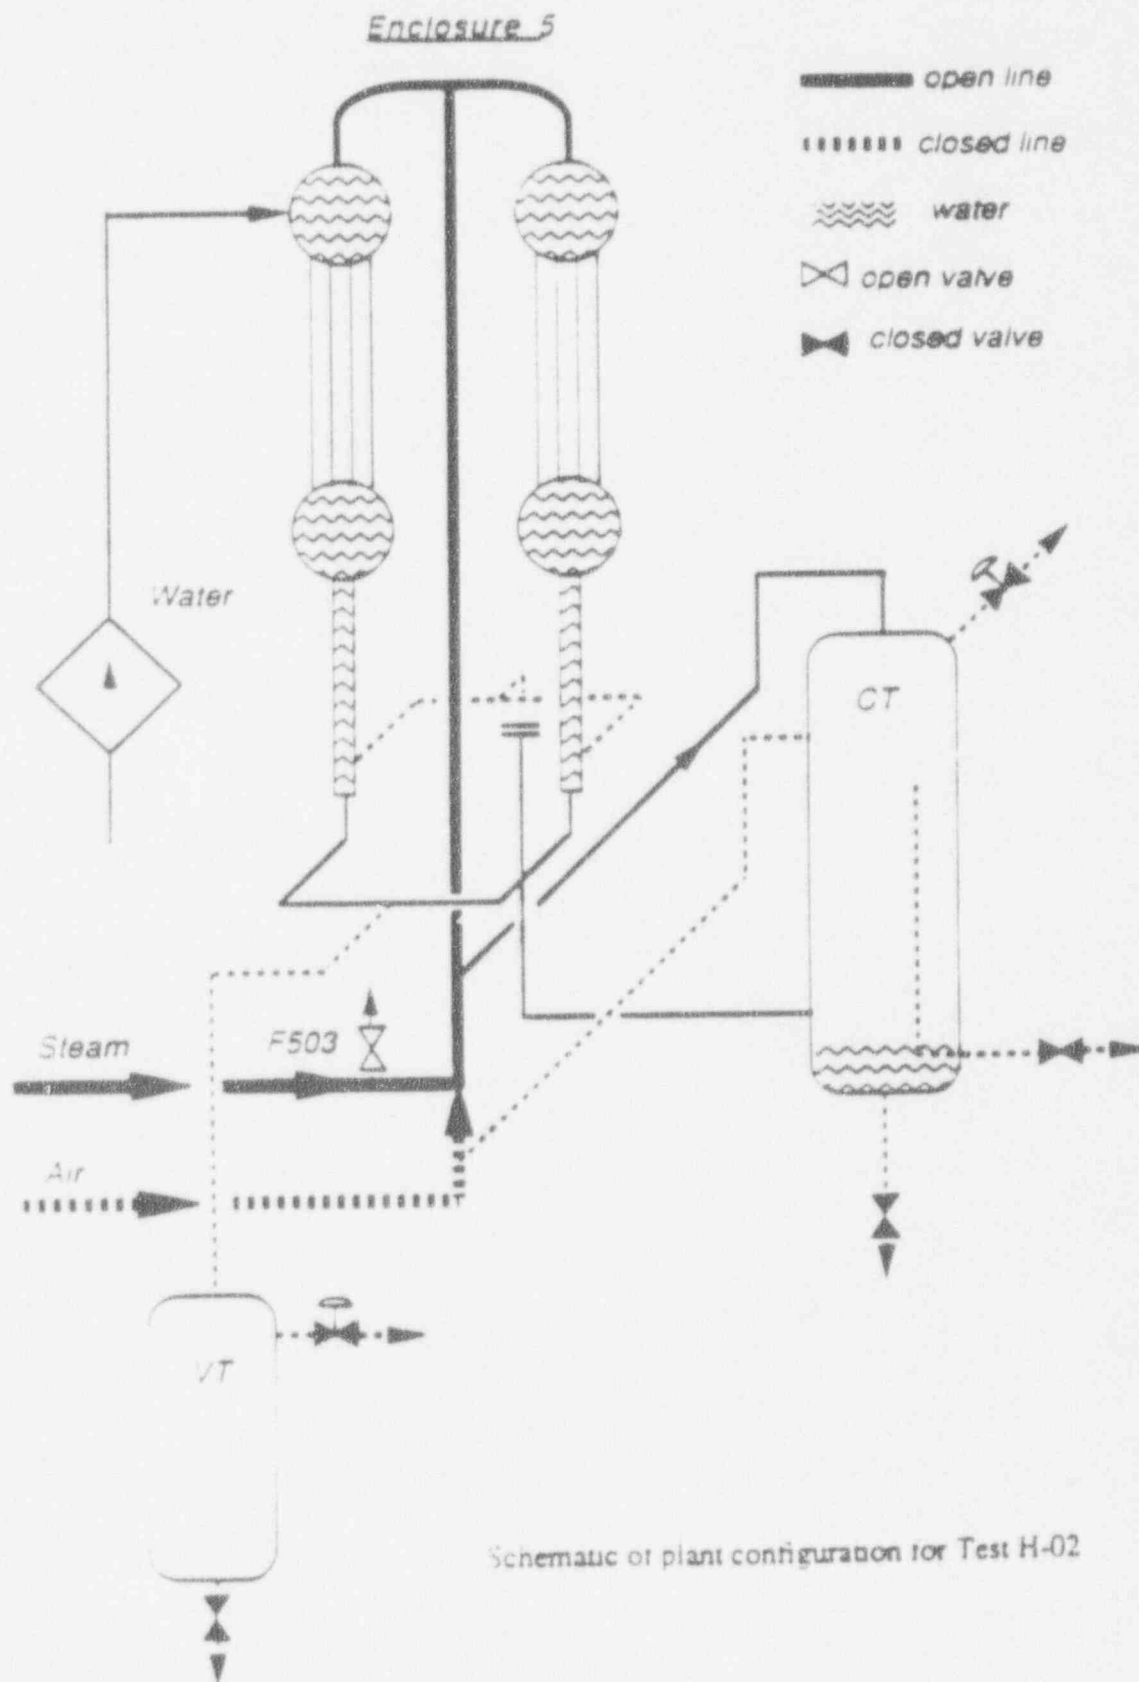 Enclosure 5
open line
closed line
water
open valve
closed valve
Water
CT
Steam
F503
Air
VT
Schematic of plant configuration for Test H-02